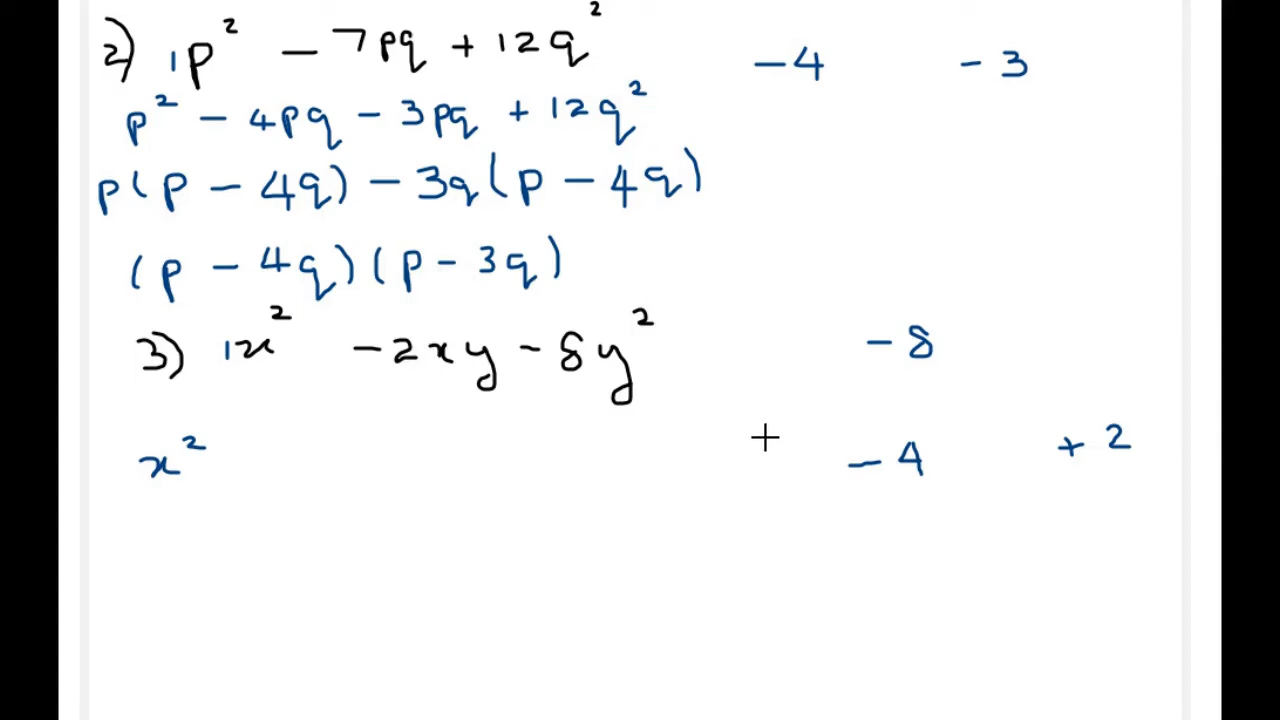 2) 1p² - 7pq + 12q² -4 -3
p² - 4pq - 3pq + 12q²
p(p - 4q) - 3q(p - 4q)
(p - 4q)(p - 3q)
3) 1x² - 2xy - 8y² -8
x² -4 +2